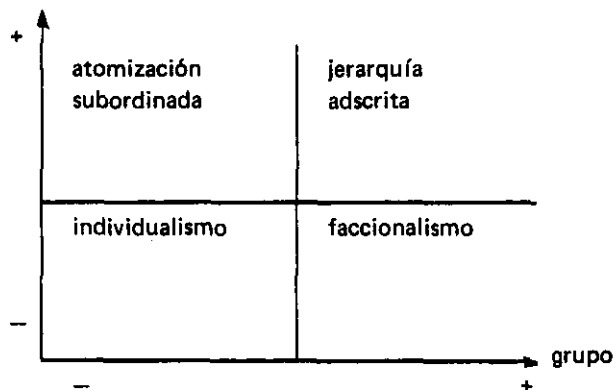 +
atomización
subordinada
jerarquía
adscrita
individualismo
faccionalismo
—
grupo
—
+